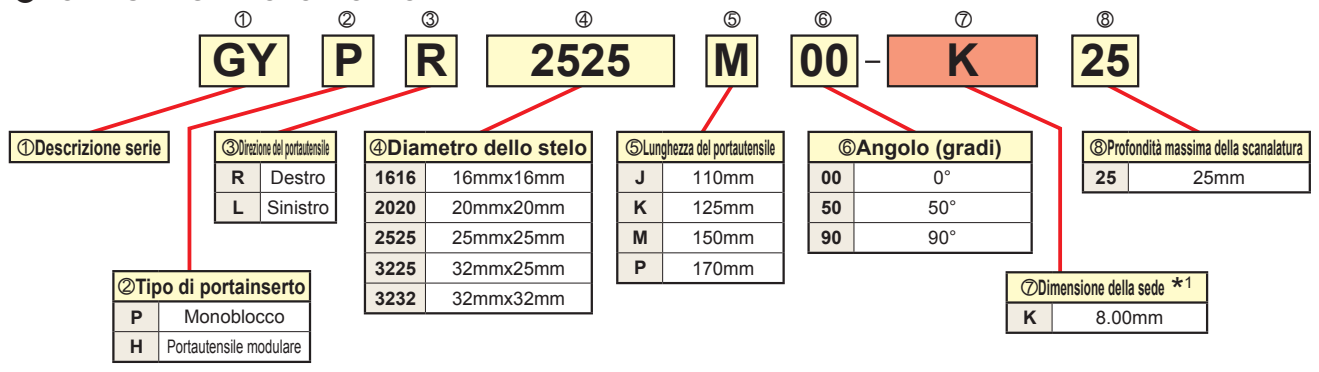 ① ② ③ ④ ⑤ ⑥ ⑦ ⑧
GY P R 2525 M 00 – K 25
①Descrizione serie
②Tipo di portainserto
P Monoblocco
H Portautensile modulare
③Direzione del portautensile
R Destro
L Sinistro
④Diametro dello stelo
1616 16mmx16mm
2020 20mmx20mm
2525 25mmx25mm
3225 32mmx25mm
3232 32mmx32mm
⑤Lunghezza del portautensile
J 110mm
K 125mm
M 150mm
P 170mm
⑥Angolo (gradi)
00 0°
50 50°
90 90°
⑦Dimensione della sede *1
K 8.00mm
⑧Profondità massima della scanalatura
25 25mm